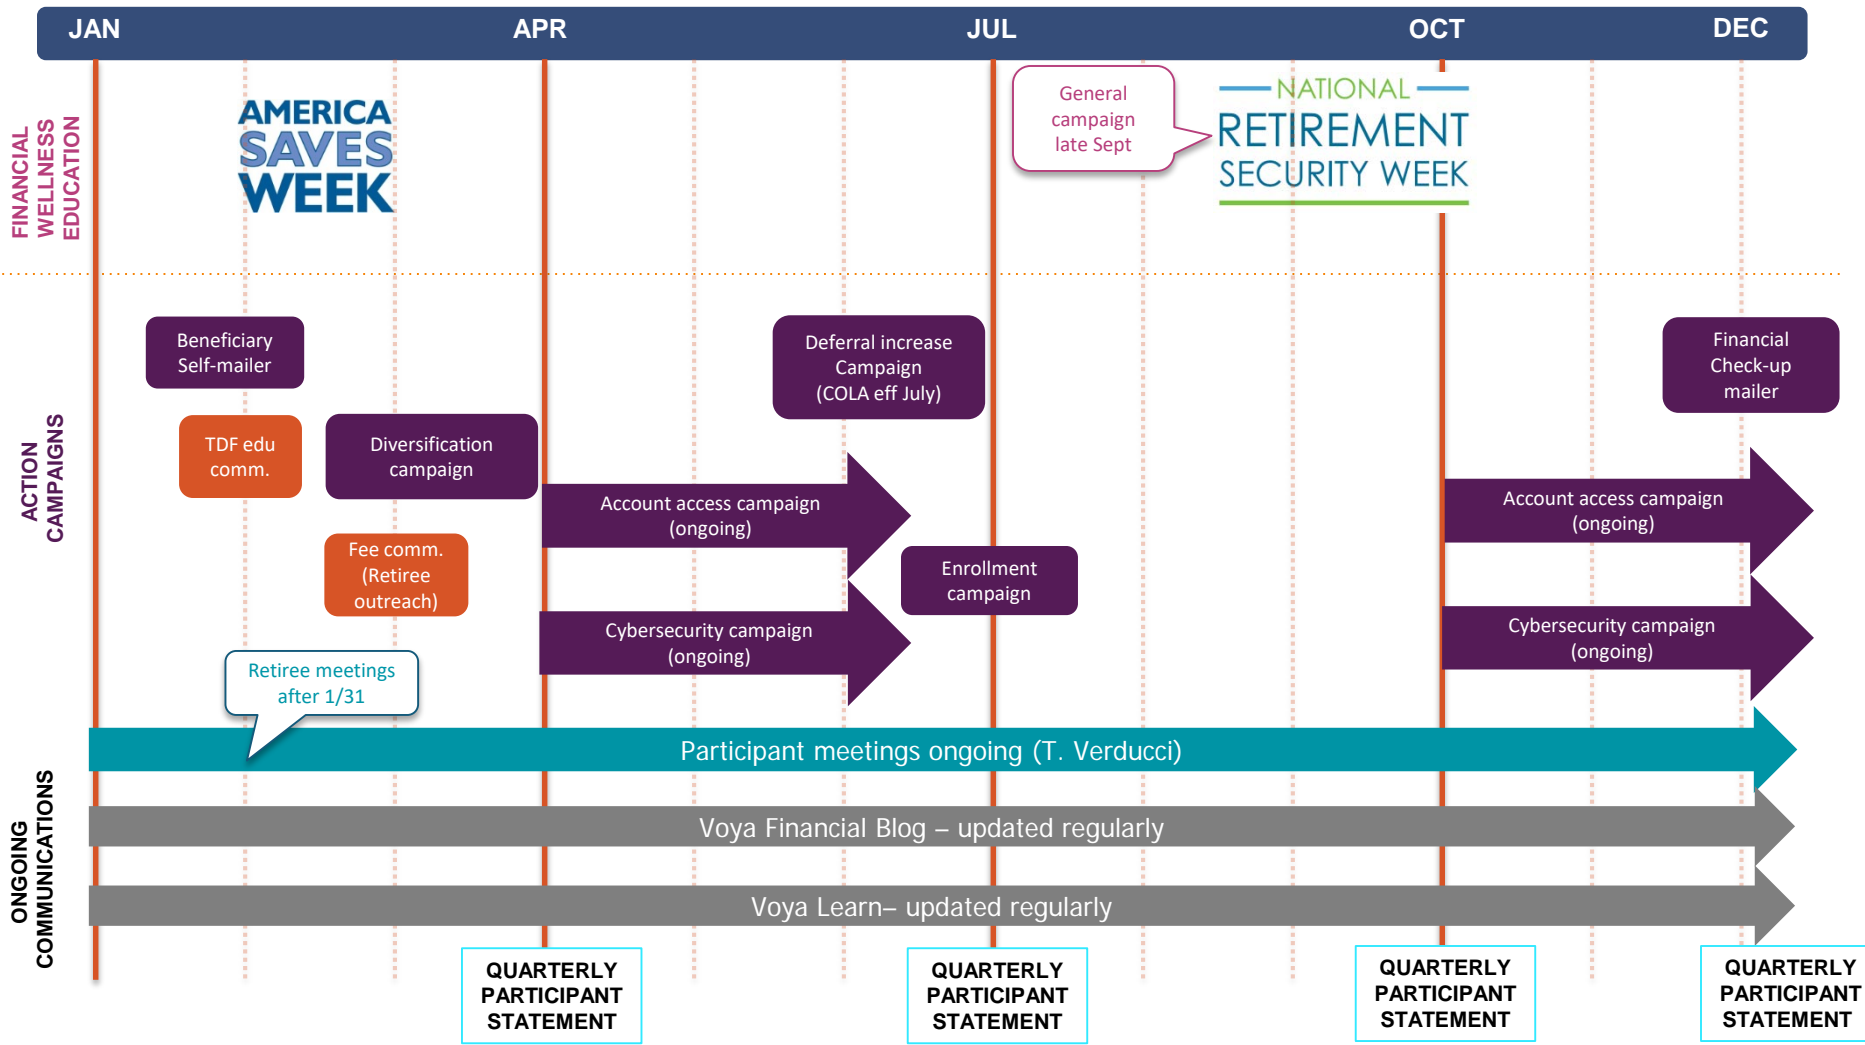 JAN
APR
JUL
OCT
DEC
FINANCIAL
WELLNESS
EDUCATION
AMERICA
SAVES
WEEK
General
campaign
late Sept
NATIONAL
RETIREMENT
SECURITY WEEK
ACTION
CAMPAIGNS
Beneficiary
Self-mailer
TDF edu
comm.
Diversification
campaign
Fee comm.
(Retiree
outreach)
Deferral increase
Campaign
(COLA eff July)
Account access campaign
(ongoing)
Cybersecurity campaign
(ongoing)
Enrollment
campaign
Financial
Check-up
mailer
Account access campaign
(ongoing)
Cybersecurity campaign
(ongoing)
Retiree meetings
after 1/31
ONGOING
COMMUNICATIONS
Participant meetings ongoing (T. Verducci)
Voya Financial Blog – updated regularly
Voya Learn– updated regularly
QUARTERLY
PARTICIPANT
STATEMENT
QUARTERLY
PARTICIPANT
STATEMENT
QUARTERLY
PARTICIPANT
STATEMENT
QUARTERLY
PARTICIPANT
STATEMENT